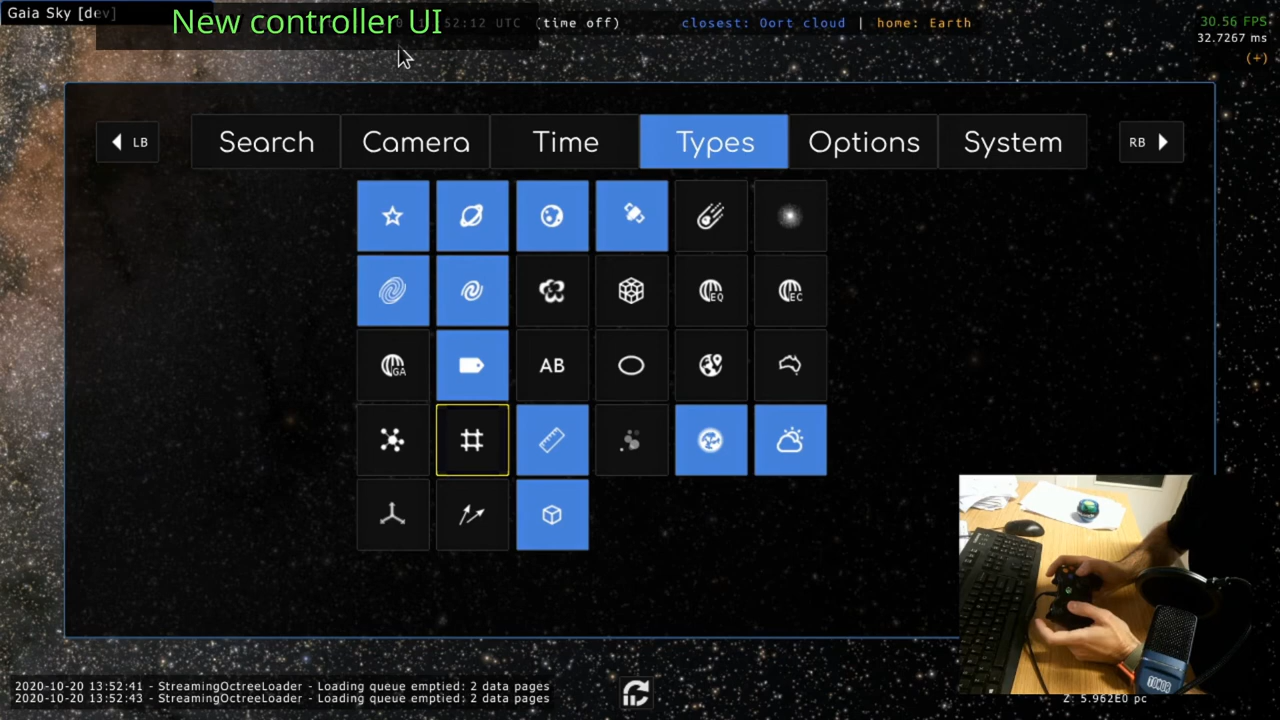 Gaia Sky [dev]
New controller UI
52:12 UTC (time off)
closest: Oort cloud | home: Earth
30.56 FPS
32.7267 ms
(+)
LB
Search
Camera
Time
Types
Options
System
RB
EQ
EC
GA
AB
2020-10-20 13:52:41 - StreamingOctreeLoader - Loading queue emptied: 2 data pages
2020-10-20 13:52:43 - StreamingOctreeLoader - Loading queue emptied: 2 data pages
Z: 5.962E0 pc